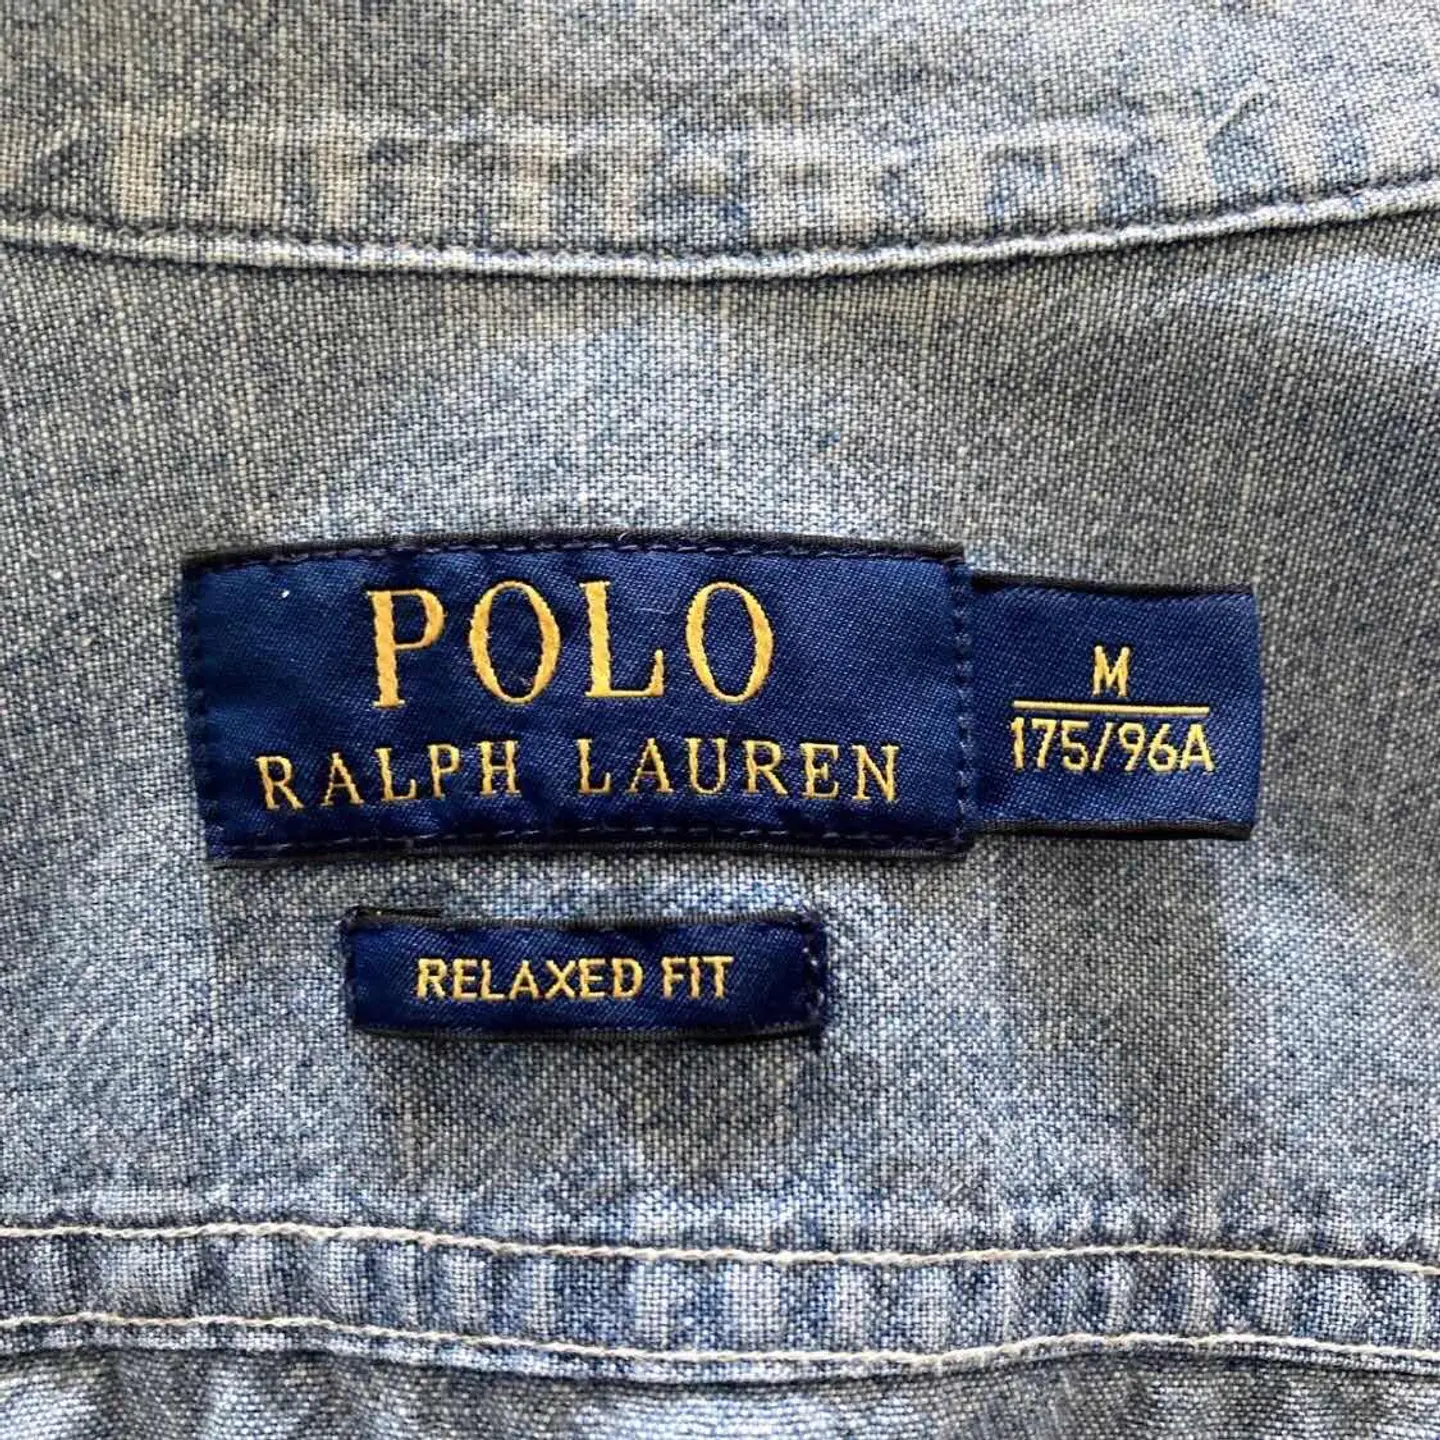 POLO
RALPH LAUREN
M
175/96A
RELAXED FIT